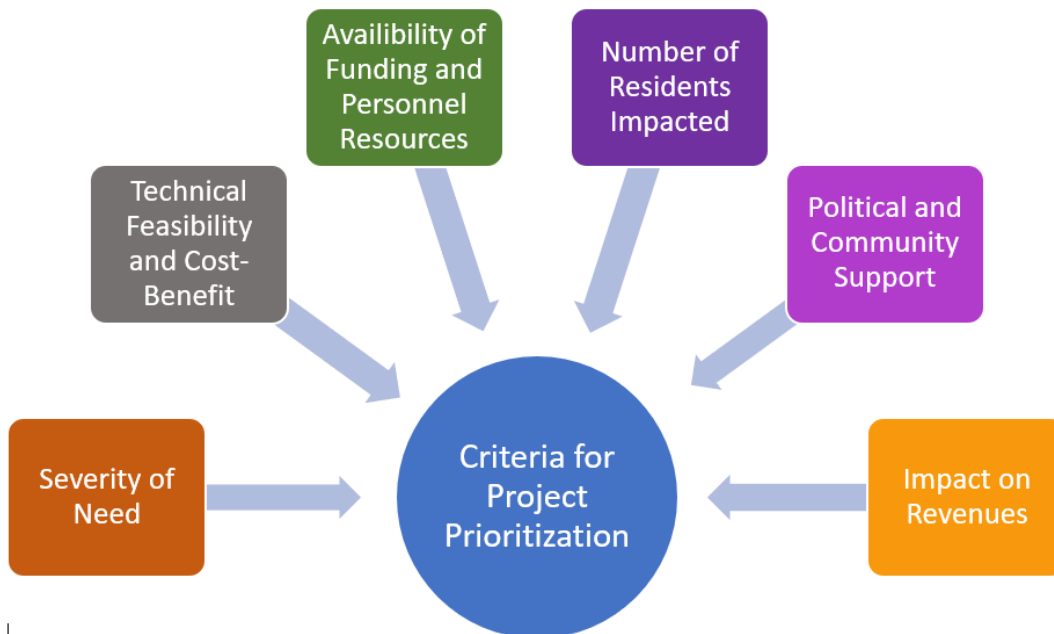 Availibility of
Funding and
Personnel
Resources
Number of
Residents
Impacted
Technical
Feasibility
and Cost-
Benefit
Political and
Community
Support
Severity of
Need
Criteria for
Project
Prioritization
Impact on
Revenues